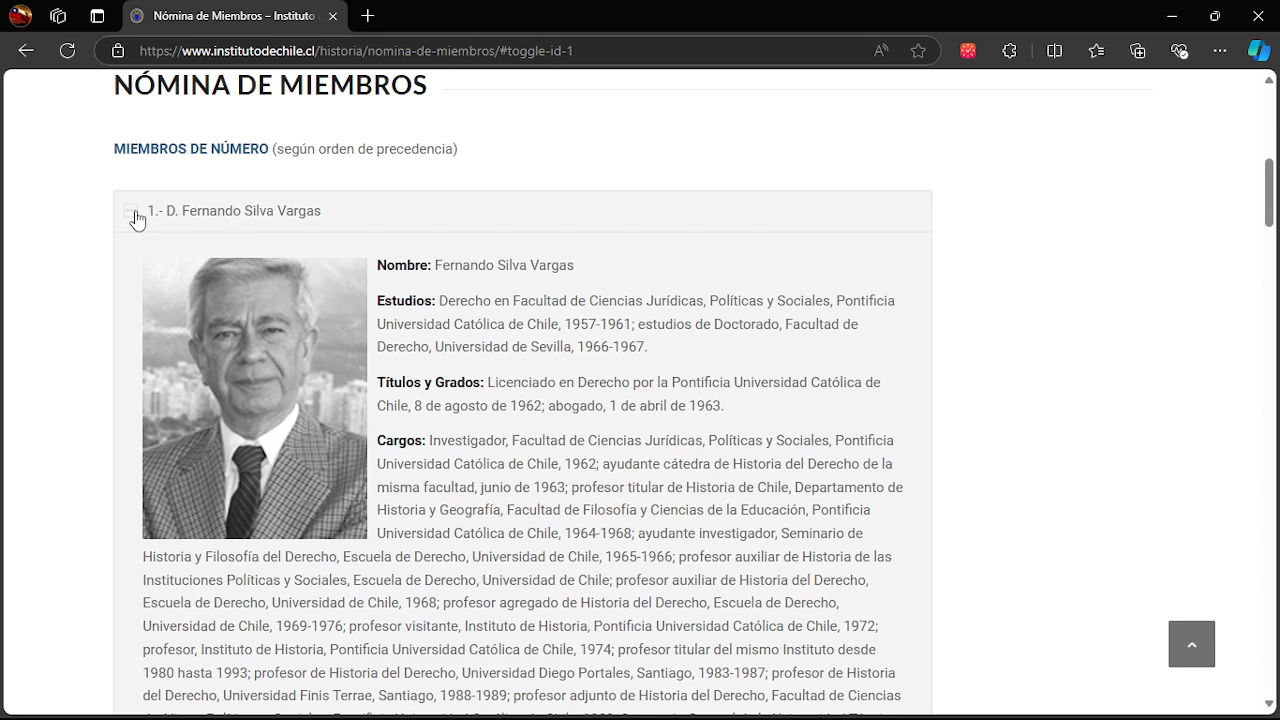 Nómina de Miembros – Instituto
https://www.institutodechile.cl/historia/nomina-de-miembros/#toggle-id-1
NÓMINA DE MIEMBROS
MIEMBROS DE NÚMERO (según orden de precedencia)
1.- D. Fernando Silva Vargas
Nombre: Fernando Silva Vargas
Estudios: Derecho en Facultad de Ciencias Jurídicas, Políticas y Sociales, Pontificia
Universidad Católica de Chile, 1957-1961; estudios de Doctorado, Facultad de
Derecho, Universidad de Sevilla, 1966-1967.
Títulos y Grados: Licenciado en Derecho por la Pontificia Universidad Católica de
Chile, 8 de agosto de 1962; abogado, 1 de abril de 1963.
Cargos: Investigador, Facultad de Ciencias Jurídicas, Políticas y Sociales, Pontificia
Universidad Católica de Chile, 1962; ayudante cátedra de Historia del Derecho de la
misma facultad, junio de 1963; profesor titular de Historia de Chile, Departamento de
Historia y Geografía, Facultad de Filosofía y Ciencias de la Educación, Pontificia
Universidad Católica de Chile, 1964-1968; ayudante investigador, Seminario de
Historia y Filosofía del Derecho, Escuela de Derecho, Universidad de Chile, 1965-1966; profesor auxiliar de Historia de las
Instituciones Políticas y Sociales, Escuela de Derecho, Universidad de Chile; profesor auxiliar de Historia del Derecho,
Escuela de Derecho, Universidad de Chile, 1968; profesor agregado de Historia del Derecho, Escuela de Derecho,
Universidad de Chile, 1969-1976; profesor visitante, Instituto de Historia, Pontificia Universidad Católica de Chile, 1972;
profesor, Instituto de Historia, Pontificia Universidad Católica de Chile, 1974; profesor titular del mismo Instituto desde
1980 hasta 1993; profesor de Historia del Derecho, Universidad Diego Portales, Santiago, 1983-1987; profesor de Historia
del Derecho, Universidad Finis Terrae, Santiago, 1988-1989; profesor adjunto de Historia del Derecho, Facultad de Ciencias